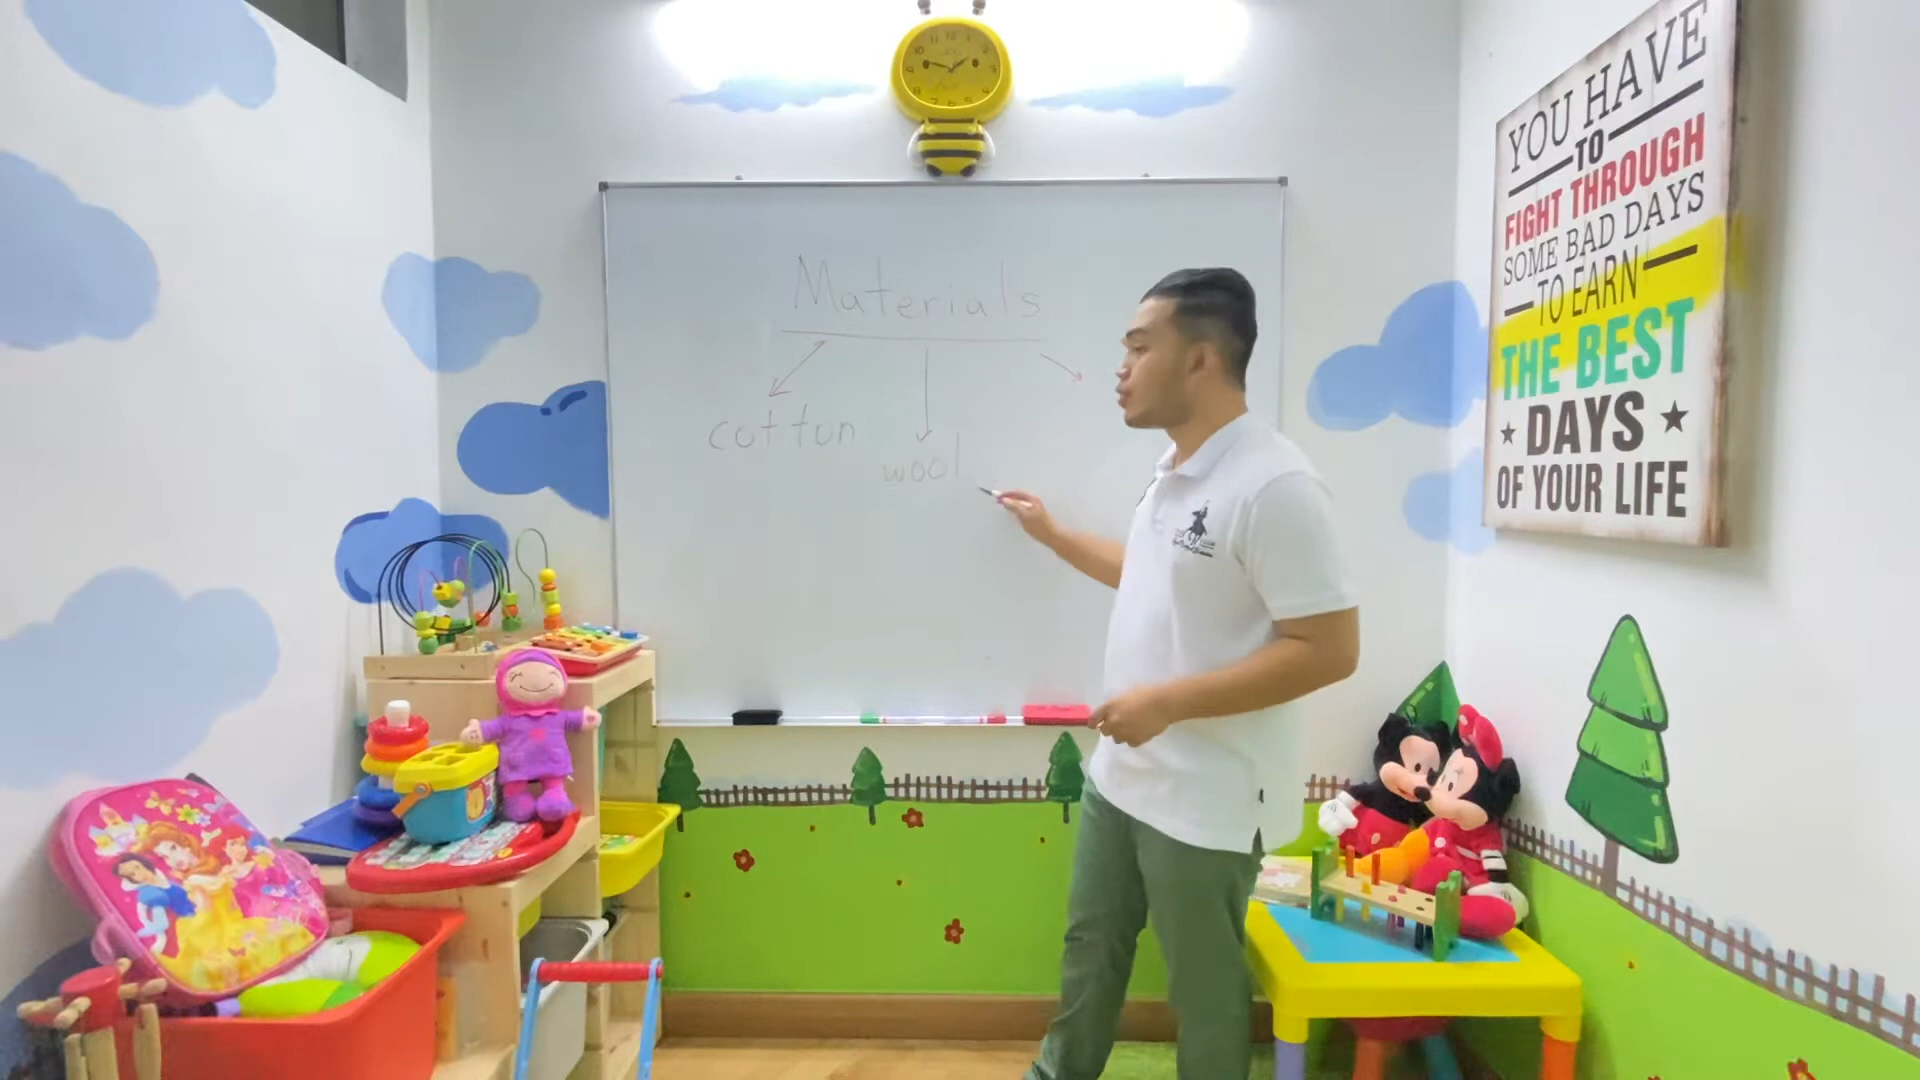 Materials
cotton
wool
YOU HAVE
TO
FIGHT THROUGH
SOME BAD DAYS
TO EARN
THE BEST
DAYS
OF YOUR LIFE